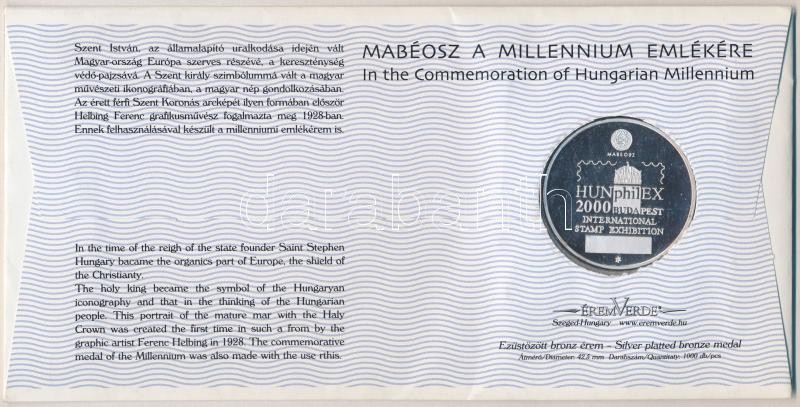 Szent István, az államalapító uralkodása idején vált
Magyar-ország Európa szerves részévé, a kereszténység
védő-pajzsává. A Szent király szimbólummá vált a magyar
művészeti ikonográfiában, a magyar nép gondolkozásában.
Az érett férfi Szent Koronás arcképét ilyen formában először
Helbing Ferenc grafikusművész fogalmazta meg 1928-ban.
Ennek felhasználásával készült a millenniumi emlékérem is.
In the time of the reigh of the state founder Saint Stephen
Hungary bacame the organics part of Europe, the shield of
the Christianty.
The holy king became the symbol of the Hungaryan
iconography and that in the thinking of the Hungarian
people. This portrait of the mature mar with the Haly
Crown was created the first time in such a from by the
graphic artist Ferenc Helbing in 1928. The commemorative
medal of the Millennium was also made with the use rthis.
MABÉOSZ A MILLENNIUM EMLÉKÉRE
In the Commemoration of Hungarian Millennium
MABÉOSZ
HUNphilEX
2000 BUDAPEST
INTERNATIONAL
STAMP EXHIBITION
ÉREMVERDE
Szeged-Hungary www.eremverde.hu
Ezüstözött bronz érem – Silver platted bronze medal
Átmérő/Diameter: 42.5 mm Darabszám/Quantitaty: 1000 db/pcs
darabanth